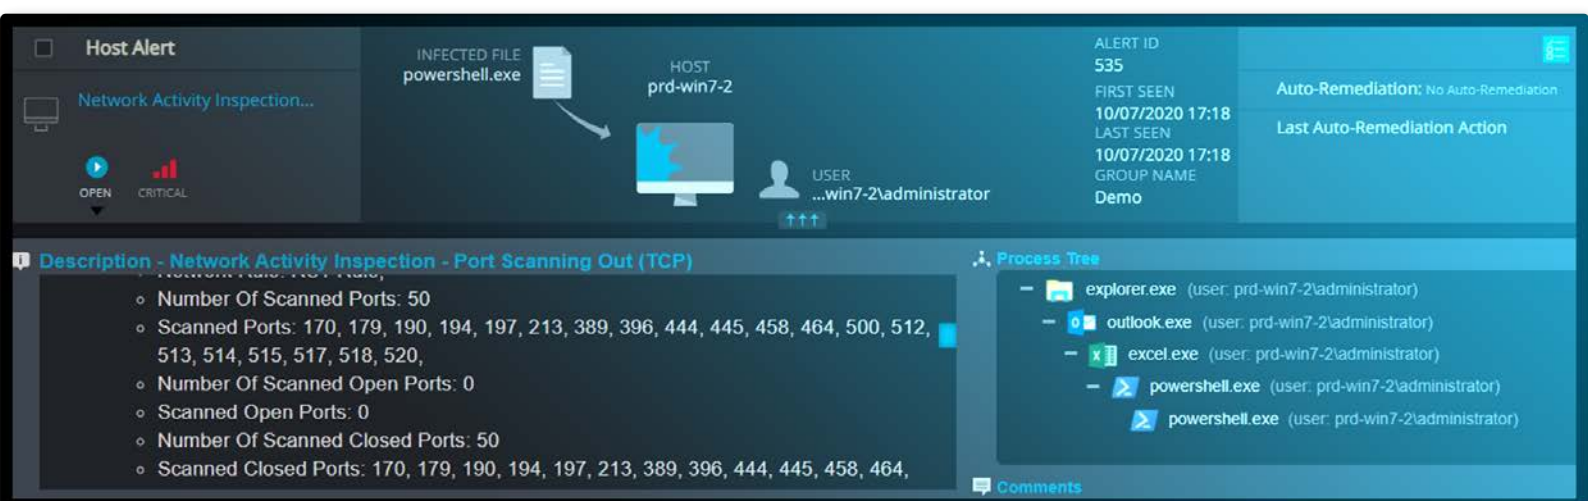 Host Alert
Network Activity Inspection...
OPEN
CRITICAL
INFECTED FILE
powershell.exe
HOST
prd-win7-2
USER
...win7-2\administrator
ALERT ID
535
FIRST SEEN
10/07/2020 17:18
LAST SEEN
10/07/2020 17:18
GROUP NAME
Demo
Auto-Remediation: No Auto-Remediation
Last Auto-Remediation Action
Description - Network Activity Inspection - Port Scanning Out (TCP)
Number Of Scanned Ports: 50
Scanned Ports: 170, 179, 190, 194, 197, 213, 389, 396, 444, 445, 458, 464, 500, 512,
513, 514, 515, 517, 518, 520,
Number Of Scanned Open Ports: 0
Scanned Open Ports: 0
Number Of Scanned Closed Ports: 50
Scanned Closed Ports: 170, 179, 190, 194, 197, 213, 389, 396, 444, 445, 458, 464,
Process Tree
explorer.exe (user: prd-win7-2\administrator)
outlook.exe (user: prd-win7-2\administrator)
excel.exe (user: prd-win7-2\administrator)
powershell.exe (user: prd-win7-2\administrator)
powershell.exe (user: prd-win7-2\administrator)
Comments